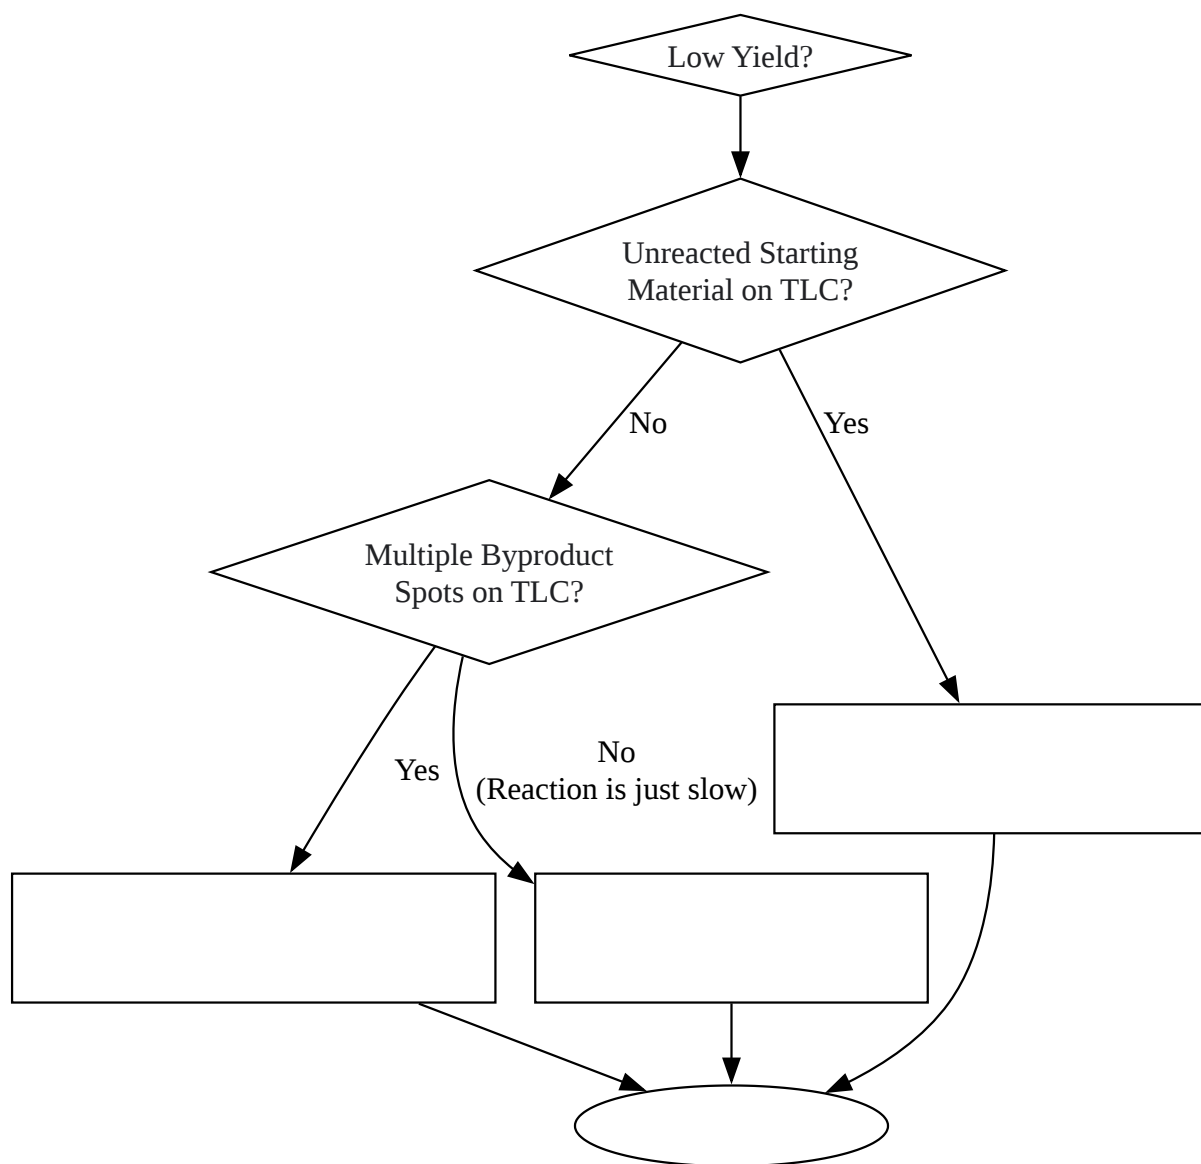 Low Yield?
Unreacted Starting
Material on TLC?
No
Yes
Multiple Byproduct
Spots on TLC?
Yes
No
(Reaction is just slow)